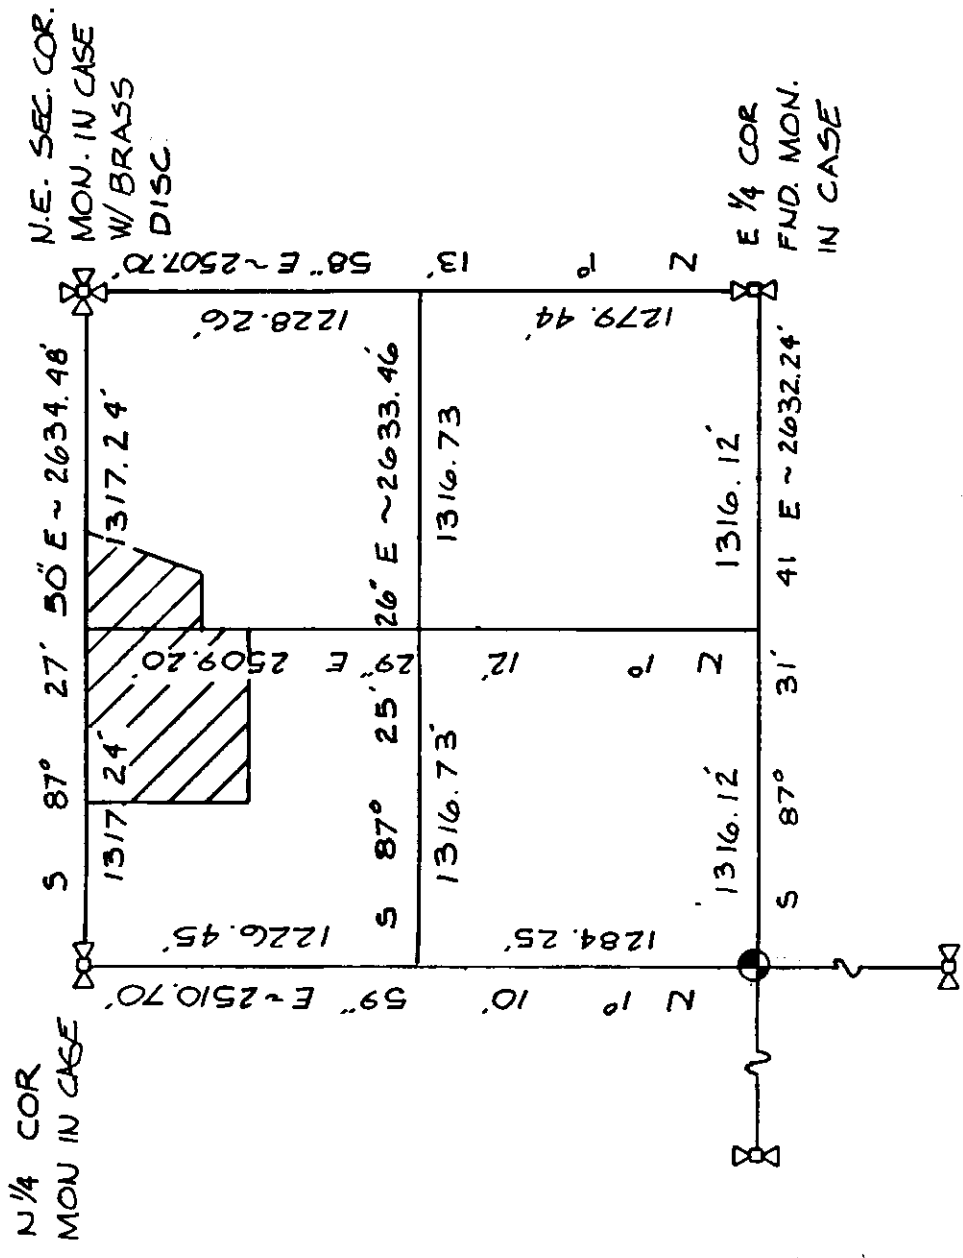 N 1/4 COR
MON IN CASE
N.E. SEC. COR.
MON. IN CASE
W/ BRASS
DISC
S 87° 27' 50" E ~ 2634.48'
1317.24'
1317.24'
N 1° 10' 59" E ~ 2510.70'
1226.45'
1284.25'
N 1° 12' 29" E 2509.20
N 1° 13' 58" E ~ 2507.70'
1228.26'
1279.44'
S 87° 25' 26" E ~ 2633.46'
1316.73'
1316.73
1316.12'
1316.12'
S 87° 31' 41 E ~ 2632.24'
E 1/4 COR
FND. MON.
IN CASE